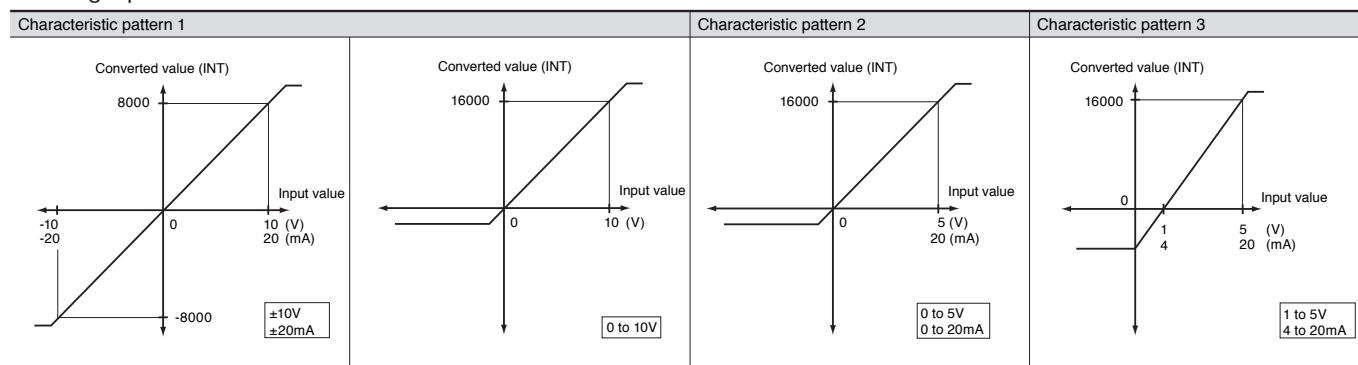 Characteristic pattern 1
Characteristic pattern 2
Characteristic pattern 3
Converted value (INT)
8000
Input value
-10
-20
0
10 (V)
20 (mA)
-8000
±10V
±20mA
Converted value (INT)
16000
Input value
0
10 (V)
0 to 10V
Converted value (INT)
16000
Input value
0
5 (V)
20 (mA)
0 to 5V
0 to 20mA
Converted value (INT)
16000
0
Input value
1 5 (V)
4 20 (mA)
1 to 5V
4 to 20mA